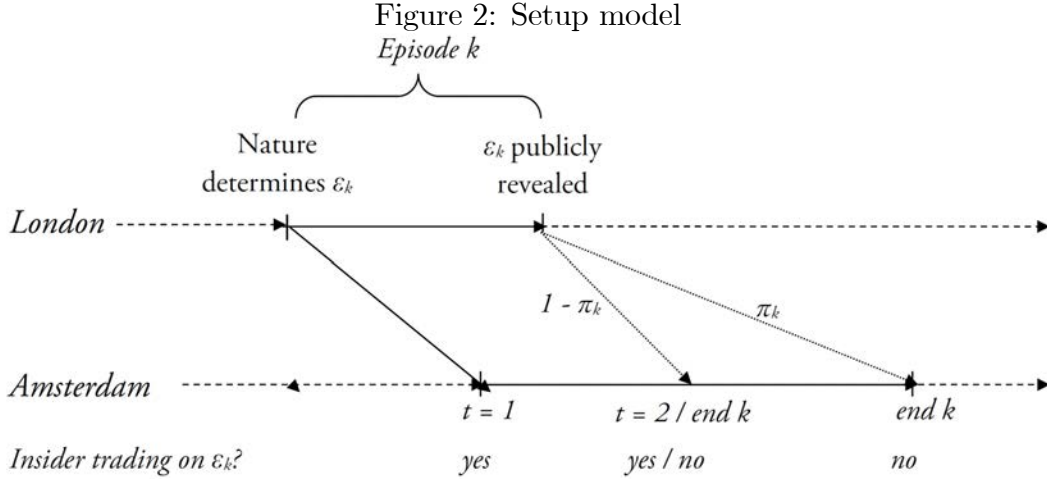 Figure 2: Setup model
Episode k
Nature
determines εₖ
εₖ publicly
revealed
London
1 - πₖ
πₖ
Amsterdam
t = 1
t = 2 / end k
end k
Insider trading on εₖ?
yes
yes / no
no